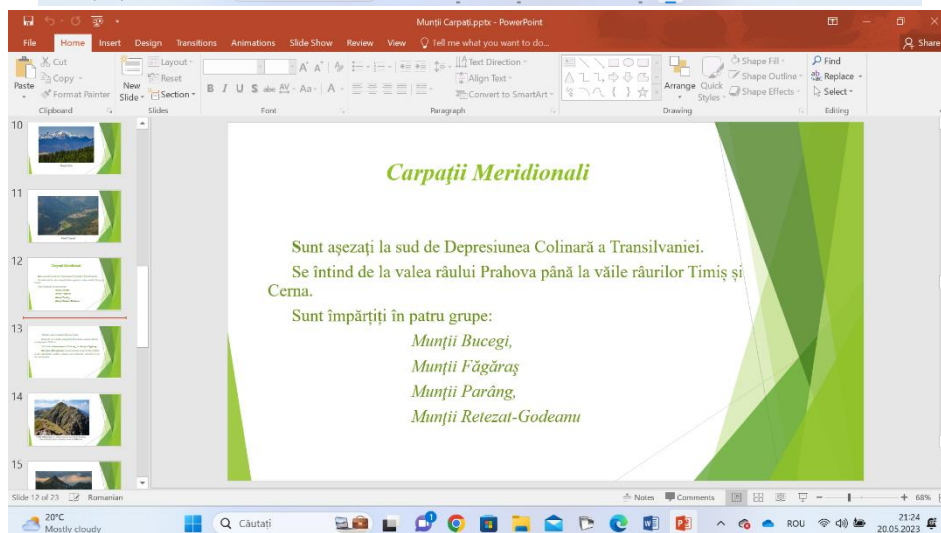 Munții Carpați.pptx - PowerPoint
File Home Insert Design Transitions Animations Slide Show Review View Tell me what you want to do... Share
Cut
Copy
Format Painter
Paste
Clipboard
New Slide
Layout
Reset
Section
Slides
Font
Text Direction
Align Text
Convert to SmartArt
Paragraph
Arrange
Quick Styles
Shape Fill
Shape Outline
Shape Effects
Drawing
Find
Replace
Select
Editing
10
11
12
13
14
15
Carpații Meridionali
Sunt așezați la sud de Depresiunea Colinară a Transilvaniei.
Se întind de la valea râului Prahova până la văile râurilor Timiș și
Cerna.
Sunt împărțiți în patru grupe:
Munții Bucegi,
Munții Făgăraș
Munții Parâng,
Munții Retezat-Godeanu
Slide 12 of 23 Romanian Notes Comments 68%
20°C
Mostly cloudy
Căutați
ROU
21:24
20.05.2023